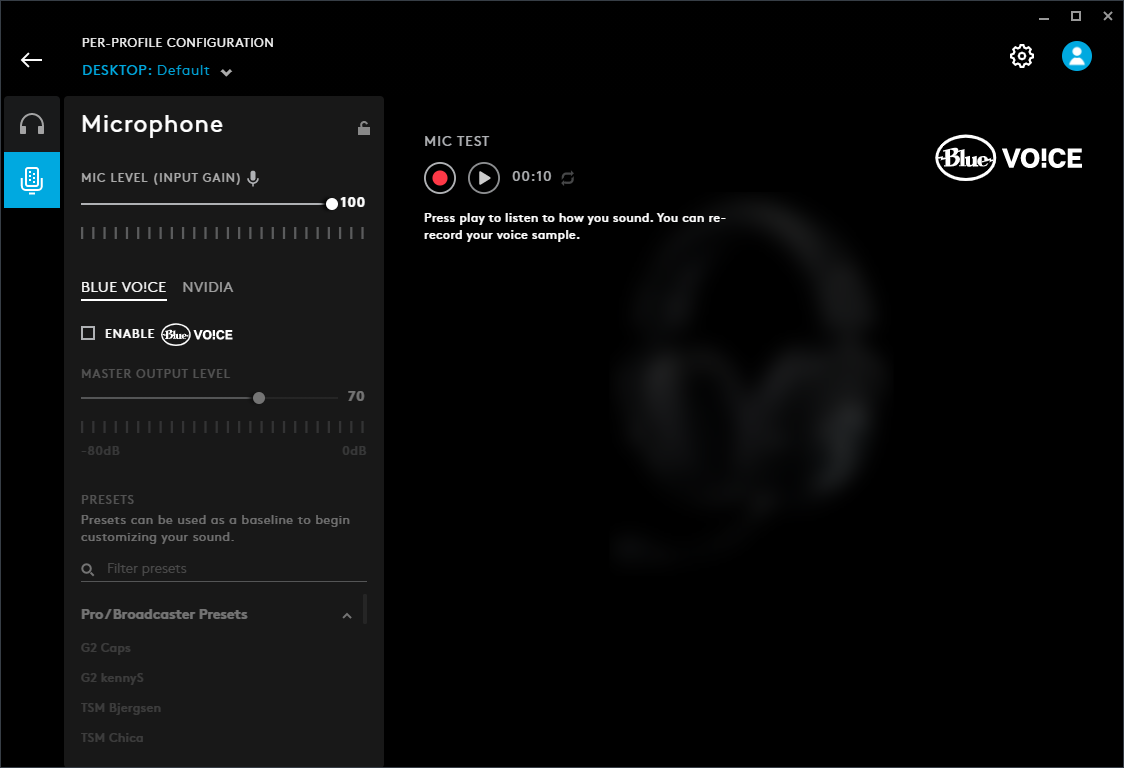 PER-PROFILE CONFIGURATION
DESKTOP: Default
Microphone
MIC LEVEL (INPUT GAIN)
100
BLUE VO!CE NVIDIA
ENABLE Blue VO!CE
MASTER OUTPUT LEVEL
70
-80dB 0dB
PRESETS
Presets can be used as a baseline to begin
customizing your sound.
Filter presets
Pro/Broadcaster Presets
G2 Caps
G2 kennyS
TSM Bjergsen
TSM Chica
MIC TEST
00:10
Press play to listen to how you sound. You can re-
record your voice sample.
Blue VO!CE